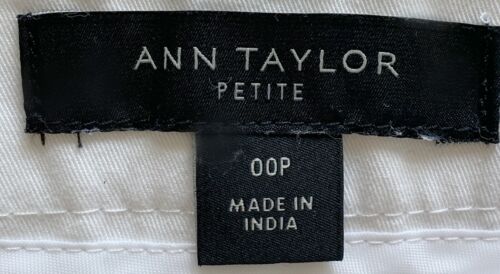 ANN TAYLOR
PETITE
00P
MADE IN
INDIA